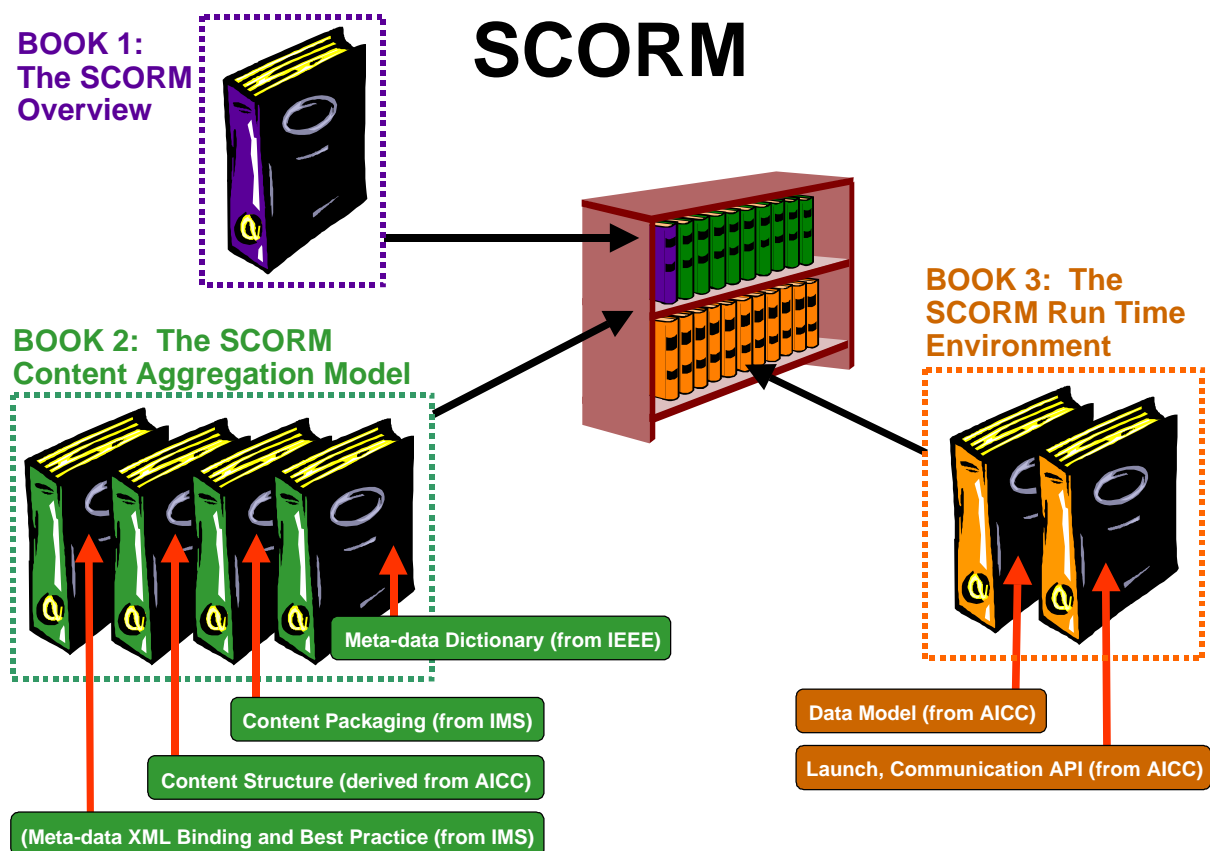 SCORM
BOOK 1:
The SCORM
Overview
BOOK 2:  The SCORM
Content Aggregation Model
BOOK 3:  The
SCORM Run Time
Environment
Meta-data Dictionary (from IEEE)
Content Packaging (from IMS)
Content Structure (derived from AICC)
(Meta-data XML Binding and Best Practice (from IMS)
Data Model (from AICC)
Launch, Communication API (from AICC)